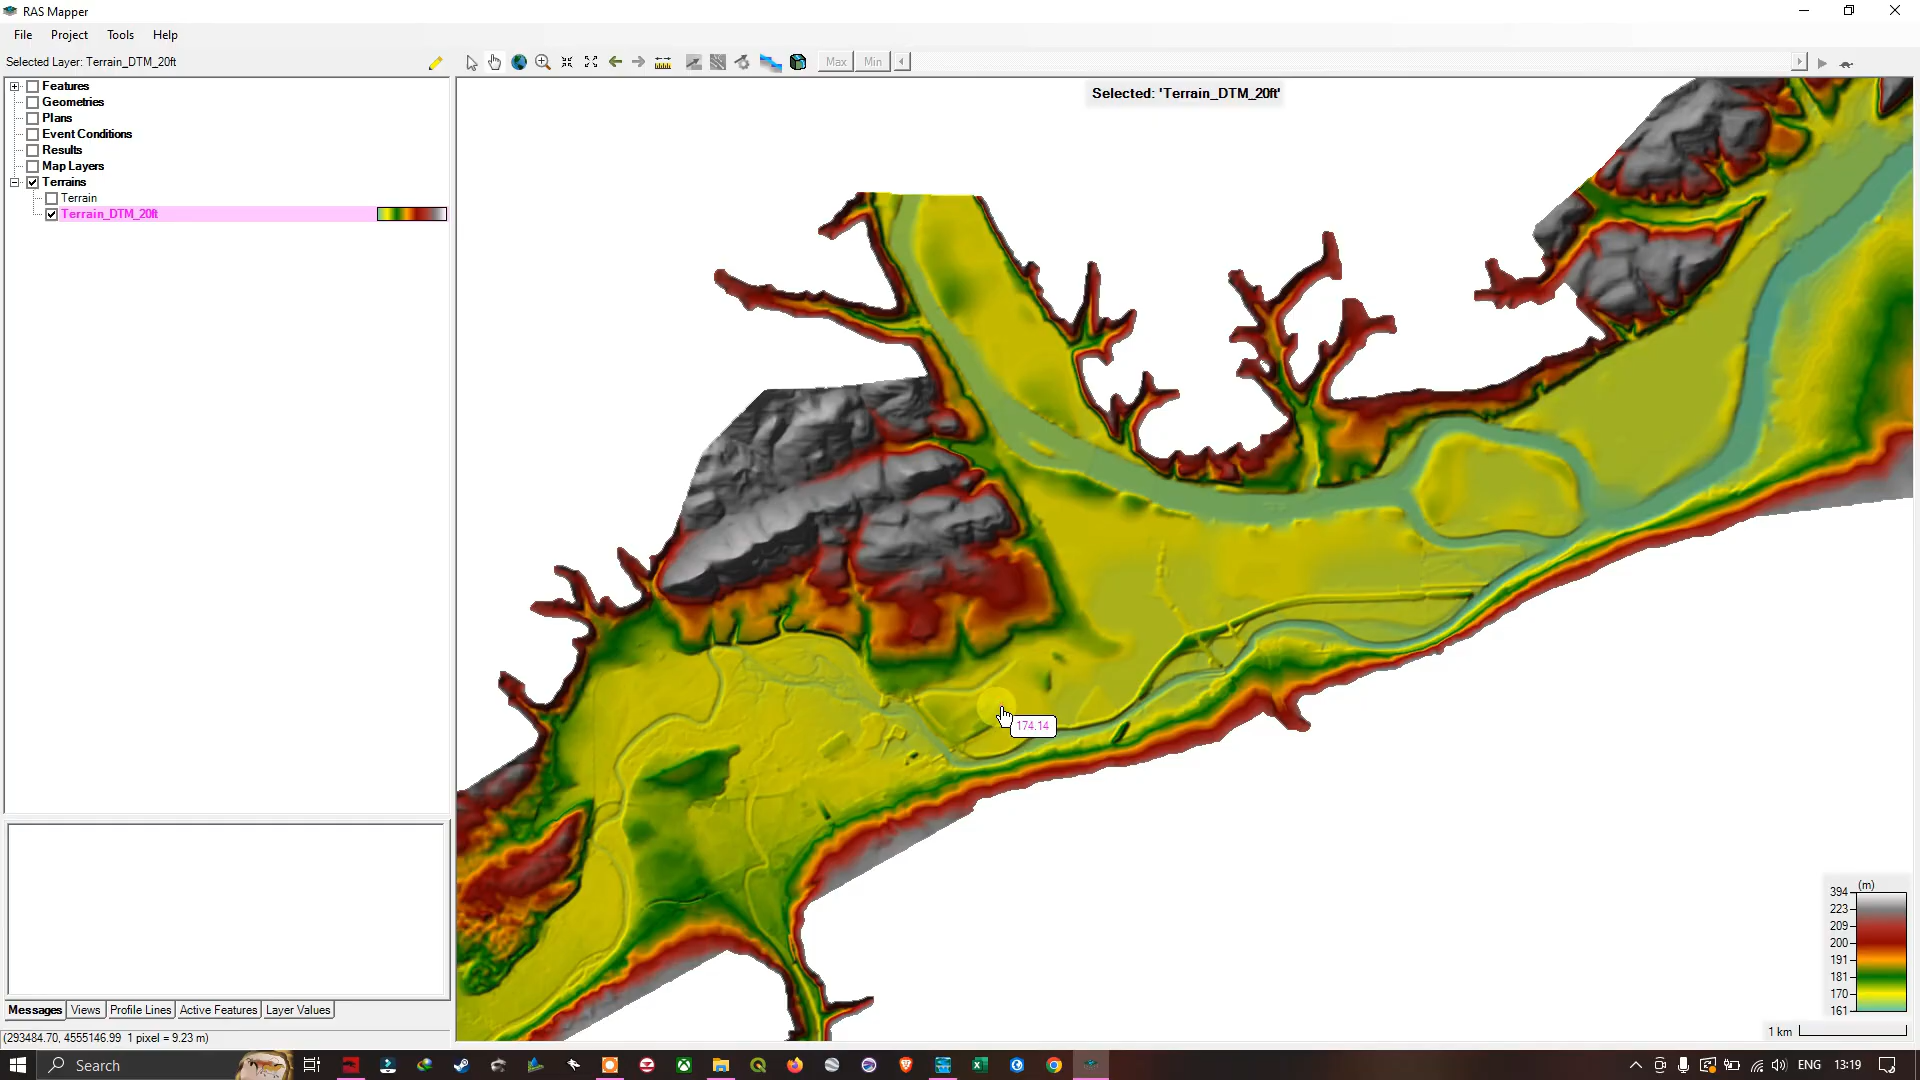 RAS Mapper
File Project Tools Help
Selected Layer: Terrain_DTM_20ft
Max Min
Features
Geometries
Plans
Event Conditions
Results
Map Layers
Terrains
Terrain
Terrain_DTM_20ft
Selected: 'Terrain_DTM_20ft'
174.14
394 (m)
223
209
200
191
181
170
161
1 km
Messages Views Profile Lines Active Features Layer Values
(293484.70, 4555146.99 1 pixel = 9.23 m)
Search
ENG 13:19